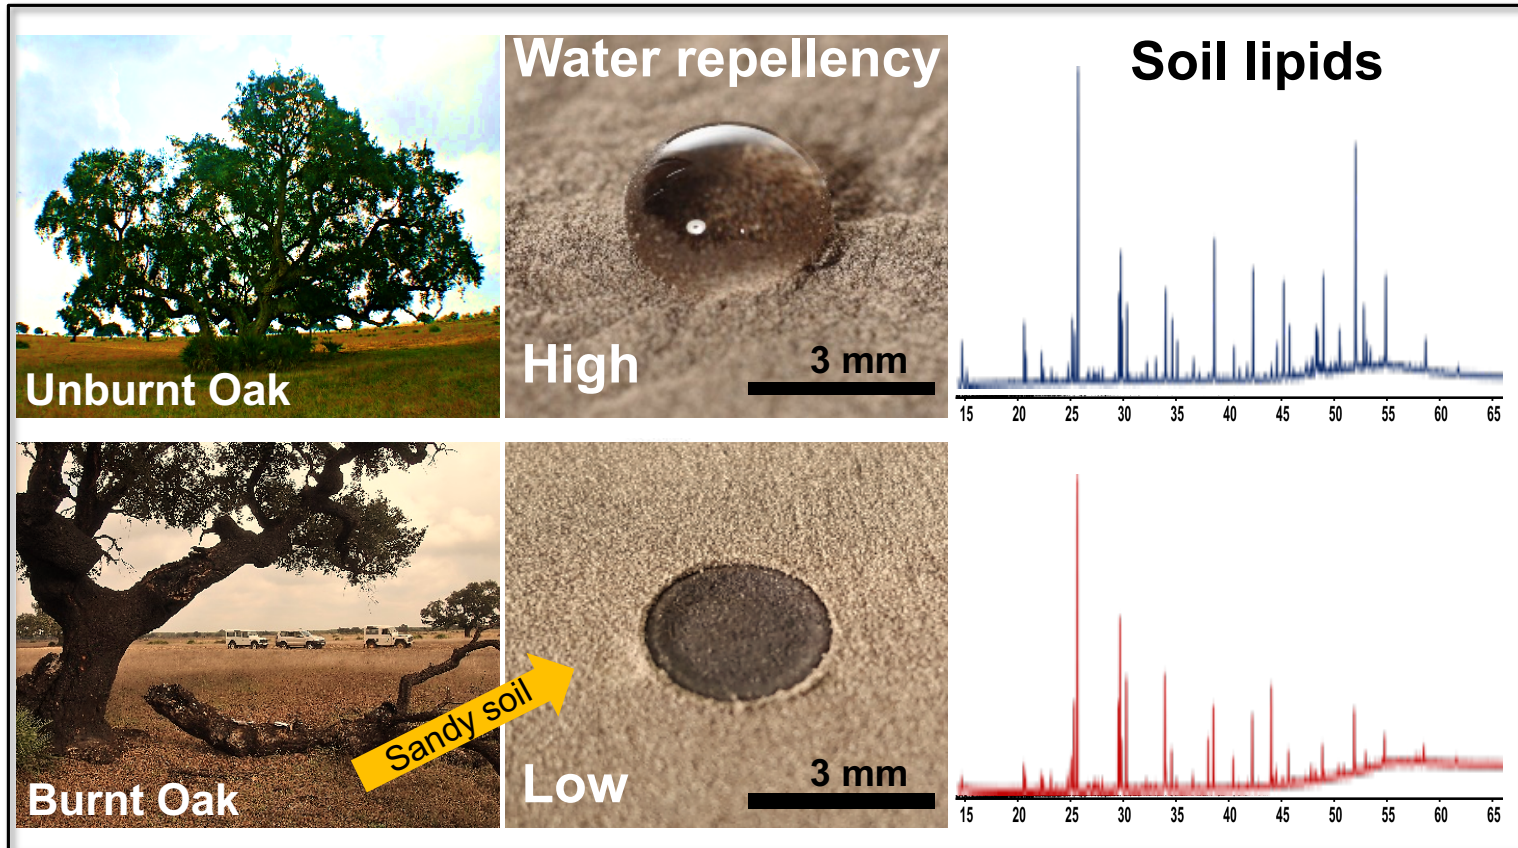 Water repellency
Soil lipids
Unburnt Oak
High
3 mm
15 20 25 30 35 40 45 50 55 60 65
Sandy soil
Burnt Oak
Low
3 mm
15 20 25 30 35 40 45 50 55 60 65